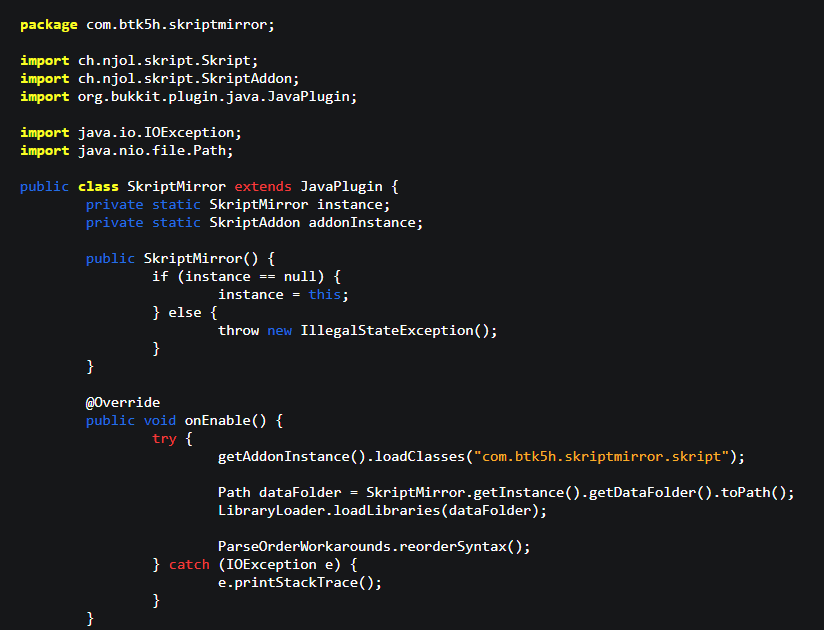 package com.btk5h.skriptmirror;

import ch.njol.skript.Skript;
import ch.njol.skript.SkriptAddon;
import org.bukkit.plugin.java.JavaPlugin;

import java.io.IOException;
import java.nio.file.Path;

public class SkriptMirror extends JavaPlugin {
        private static SkriptMirror instance;
        private static SkriptAddon addonInstance;

        public SkriptMirror() {
                if (instance == null) {
                        instance = this;
                } else {
                        throw new IllegalStateException();
                }
        }

        @Override
        public void onEnable() {
                try {
                        getAddonInstance().loadClasses("com.btk5h.skriptmirror.skript");

                        Path dataFolder = SkriptMirror.getInstance().getDataFolder().toPath();
                        LibraryLoader.loadLibraries(dataFolder);

                        ParseOrderWorkarounds.reorderSyntax();
                } catch (IOException e) {
                        e.printStackTrace();
                }
        }